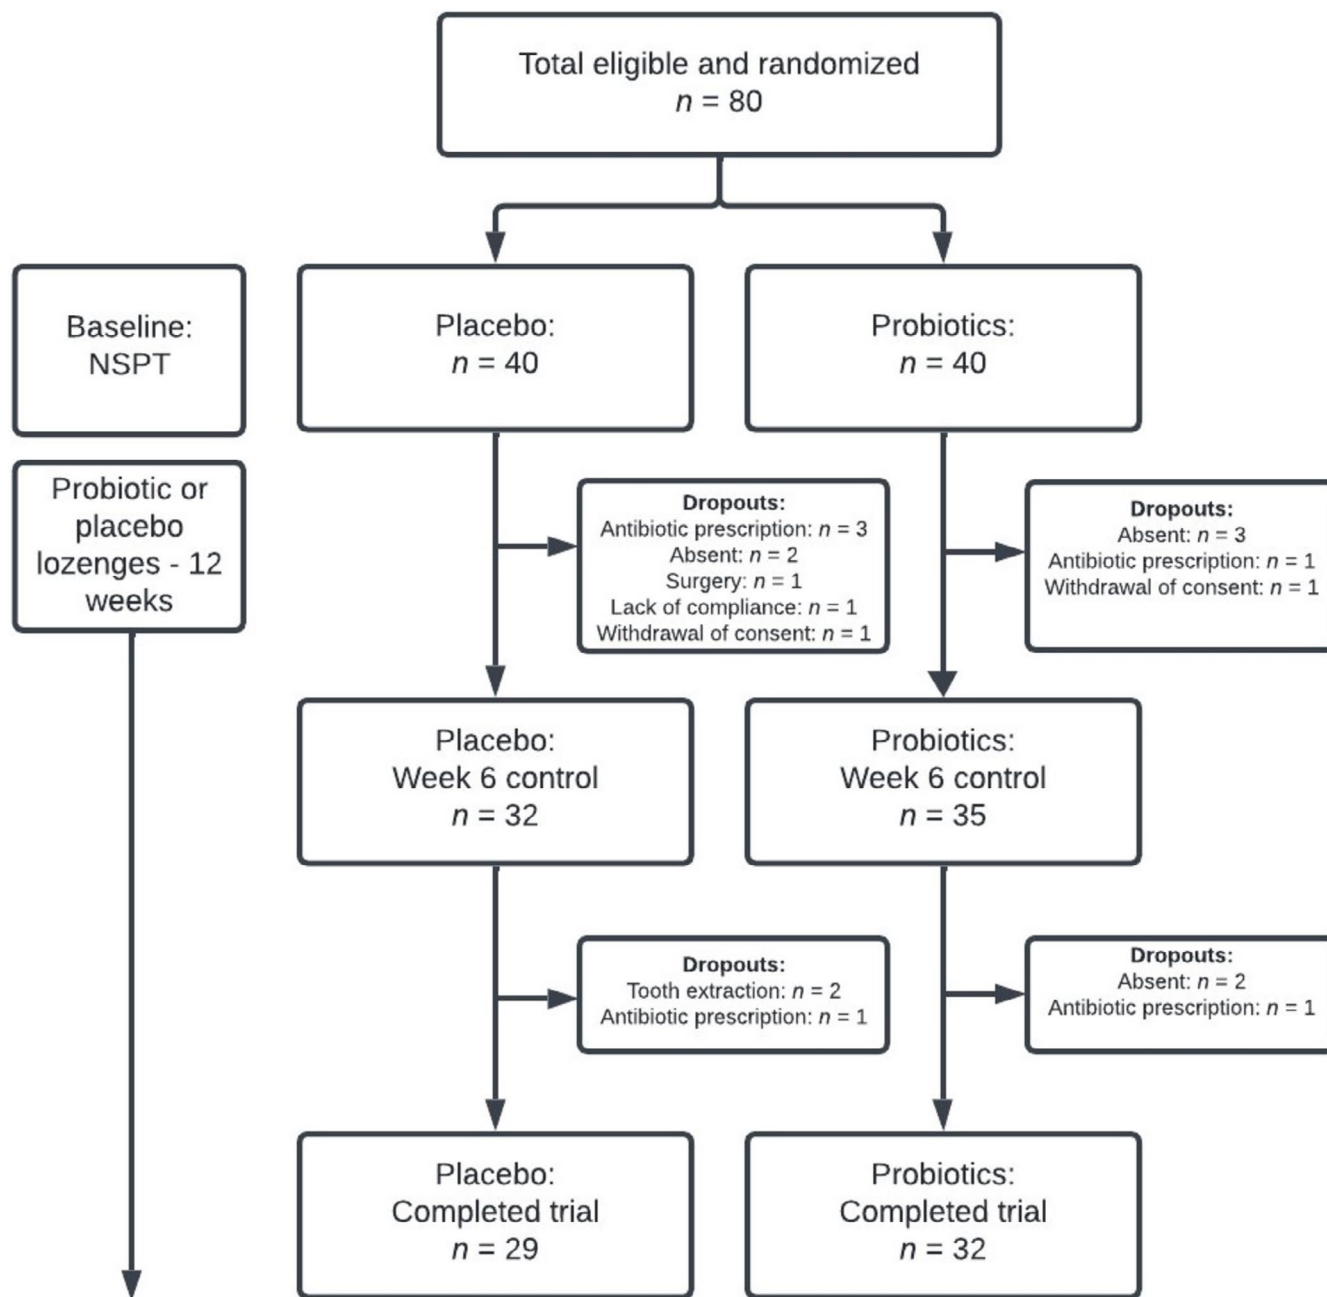 Total eligible and randomized
n = 80
Baseline:
NSPT
Placebo:
n = 40
Probiotics:
n = 40
Probiotic or
placebo
lozenges - 12
weeks
Dropouts:
Antibiotic prescription: n = 3
Absent: n = 2
Surgery: n = 1
Lack of compliance: n = 1
Withdrawal of consent: n = 1
Dropouts:
Absent: n = 3
Antibiotic prescription: n = 1
Withdrawal of consent: n = 1
Placebo:
Week 6 control
n = 32
Probiotics:
Week 6 control
n = 35
Dropouts:
Tooth extraction: n = 2
Antibiotic prescription: n = 1
Dropouts:
Absent: n = 2
Antibiotic prescription: n = 1
Placebo:
Completed trial
n = 29
Probiotics:
Completed trial
n = 32